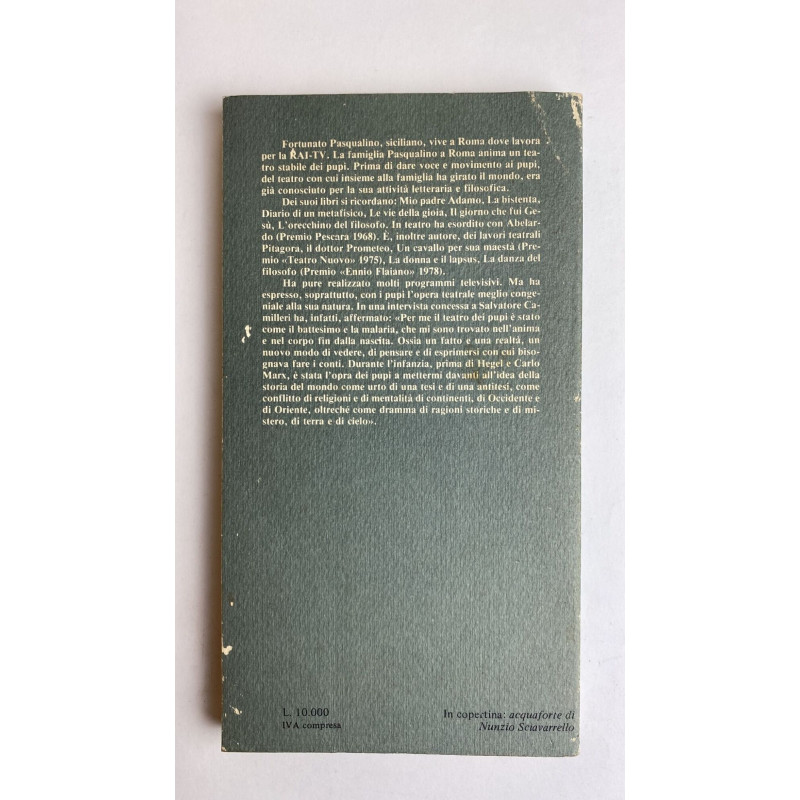 Fortunato Pasqualino, siciliano, vive a Roma dove lavora
per la RAI-TV. La famiglia Pasqualino a Roma anima un tea-
tro stabile dei pupi. Prima di dare voce e movimento ai pupi,
del teatro con cui insieme alla famiglia ha girato il mondo, era
già conosciuto per la sua attività letteraria e filosofica.
Dei suoi libri si ricordano: Mio padre Adamo, La bistenta,
Diario di un metafisico, Le vie della gioia, Il giorno che fui Ge-
sù, L'orecchino del filosofo. In teatro ha esordito con Abelar-
do (Premio Pescara 1968). È, inoltre autore, dei lavori teatrali
Pitagora, il dottor Prometeo, Un cavallo per sua maestà (Pre-
mio «Teatro Nuovo» 1975), La donna e il lapsus, La danza del
filosofo (Premio «Ennio Flaiano» 1978).
Ha pure realizzato molti programmi televisivi. Ma ha
espresso, soprattutto, con i pupi l'opera teatrale meglio conge-
niale alla sua natura. In una intervista concessa a Salvatore Ca-
milleri ha, infatti, affermato: «Per me il teatro dei pupi è stato
come il battesimo e la malaria, che mi sono trovato nell'anima
e nel corpo fin dalla nascita. Ossia un fatto e una realtà, un
nuovo modo di vedere, di pensare e di esprimersi con cui biso-
gnava fare i conti. Durante l'infanzia, prima di Hegel e Carlo
Marx, è stata l'opra dei pupi a mettermi davanti all'idea della
storia del mondo come urto di una tesi e di una antitesi, come
conflitto di religioni e di mentalità di continenti, di Occidente e
di Oriente, oltreché come dramma di ragioni storiche e di mi-
stero, di terra e di cielo».
L. 10.000
IVA compresa
In copertina: acquaforte di
Nunzio Sciavarrello